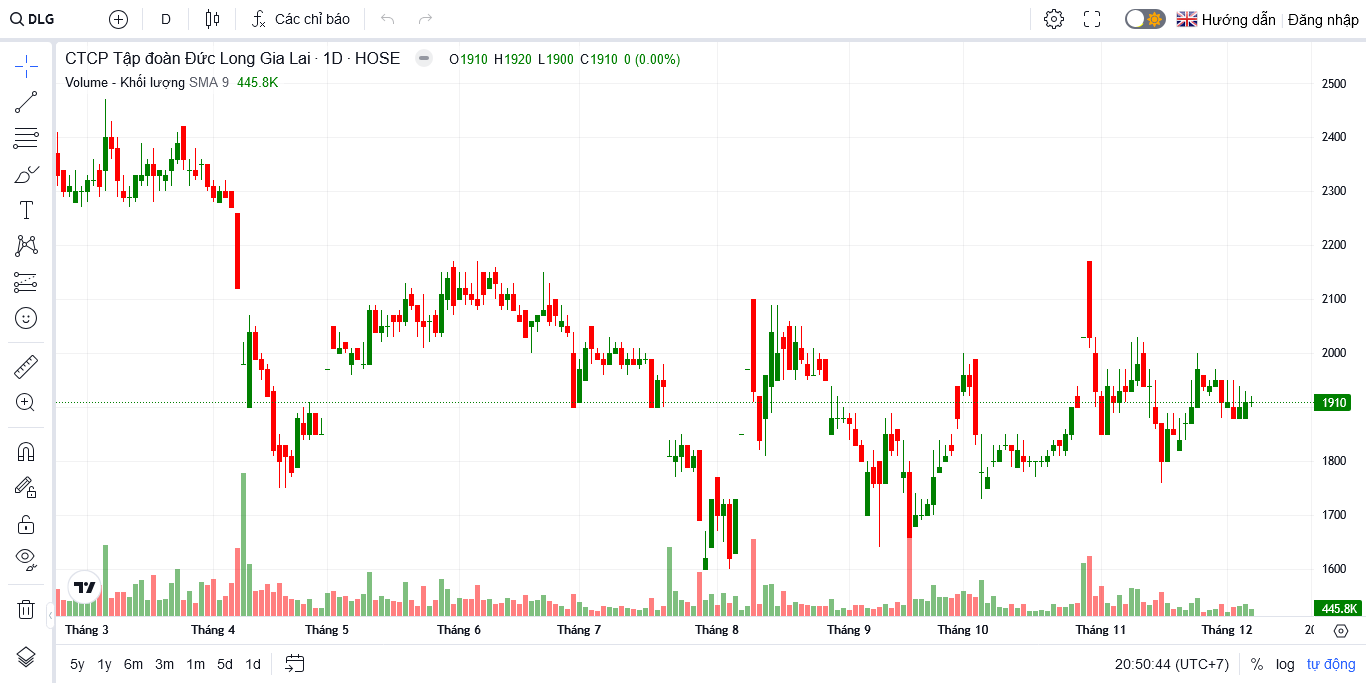 DLG D Các chỉ báo Hướng dẫn Đăng nhập
CTCP Tập đoàn Đức Long Gia Lai · 1D · HOSE O1910 H1920 L1900 C1910 0 (0.00%)
Volume - Khối lượng SMA 9 445.8K
2500
2400
2300
2200
2100
2000
1910
1800
1700
1600
445.8K
Tháng 3 Tháng 4 Tháng 5 Tháng 6 Tháng 7 Tháng 8 Tháng 9 Tháng 10 Tháng 11 Tháng 12
5y 1y 6m 3m 1m 5d 1d 20:50:44 (UTC+7) % log tự động